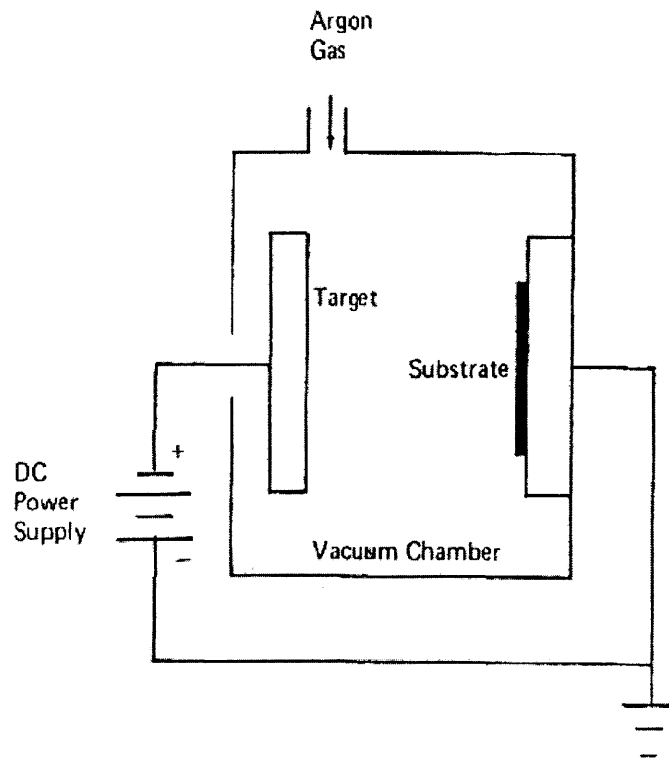 Argon
Gas
Target
Substrate
+
DC
Power
Supply
-
Vacuum Chamber